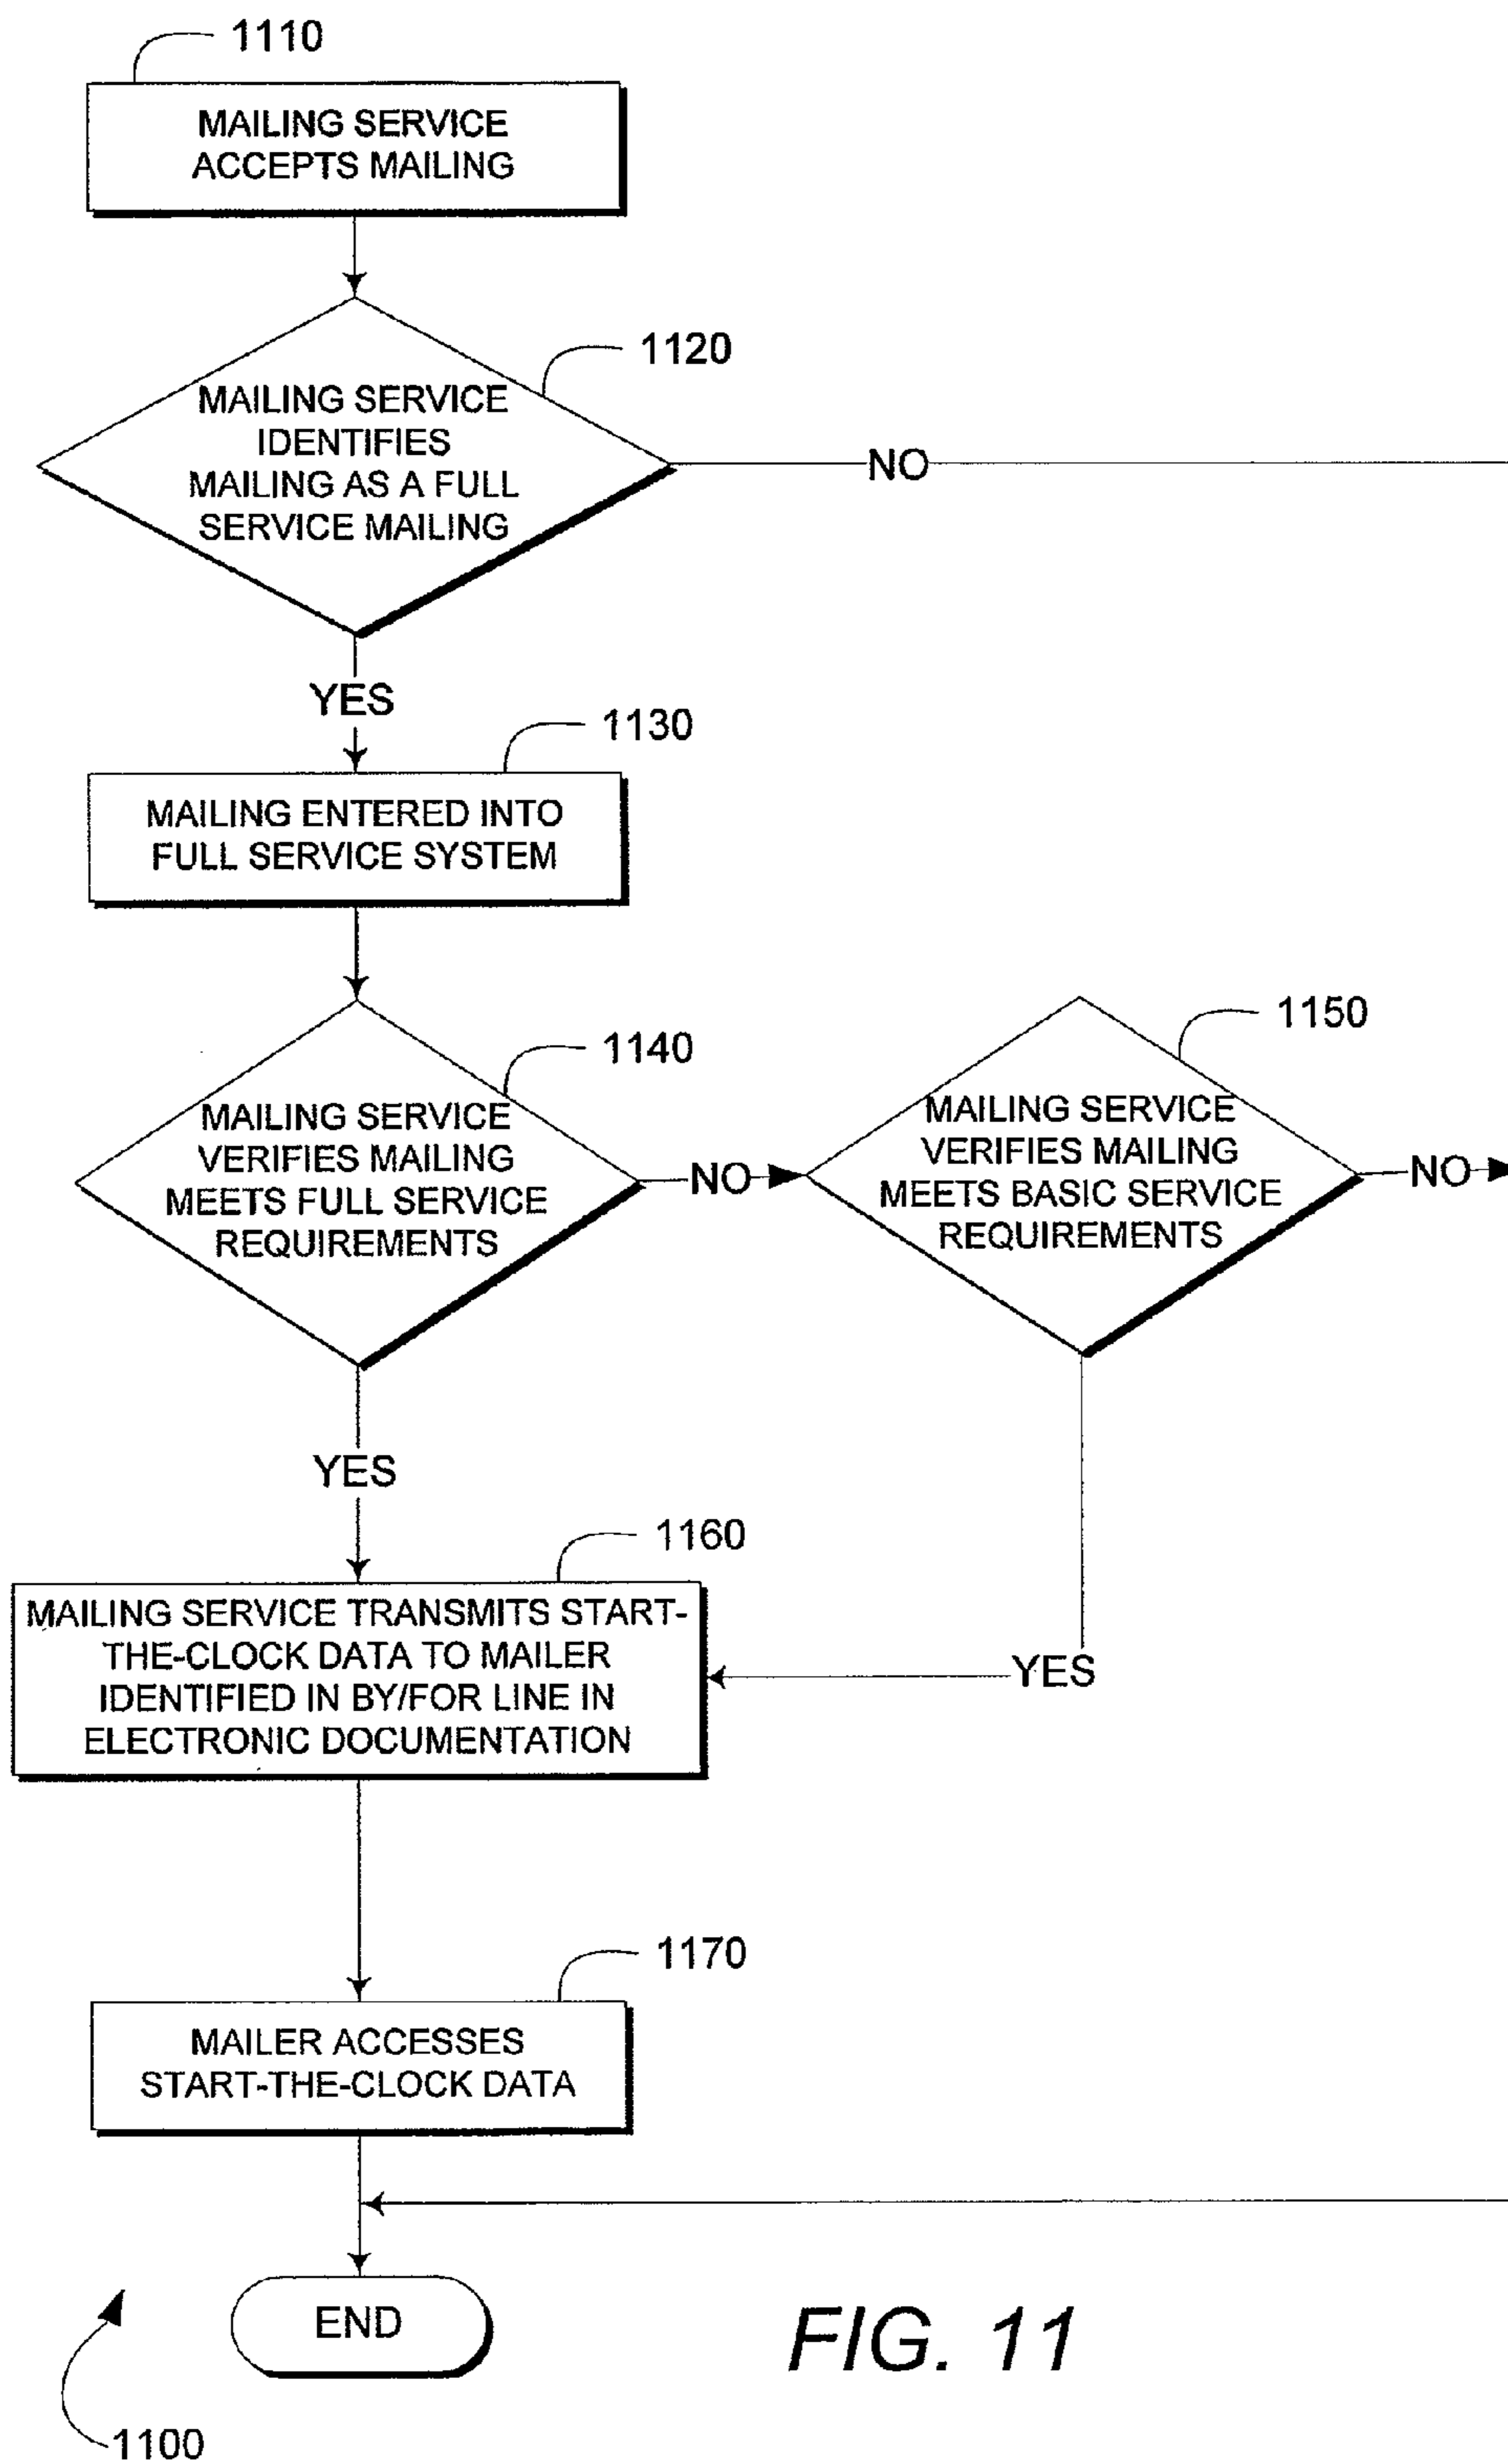 1110
MAILING SERVICE
ACCEPTS MAILING
1120
MAILING SERVICE
IDENTIFIES
MAILING AS A FULL
SERVICE MAILING
NO
YES
1130
MAILING ENTERED INTO
FULL SERVICE SYSTEM
1140
MAILING SERVICE
VERIFIES MAILING
MEETS FULL SERVICE
REQUIREMENTS
NO
1150
MAILING SERVICE
VERIFIES MAILING
MEETS BASIC SERVICE
REQUIREMENTS
NO
YES
YES
1160
MAILING SERVICE TRANSMITS START-
THE-CLOCK DATA TO MAILER
IDENTIFIED IN BY/FOR LINE IN
ELECTRONIC DOCUMENTATION
1170
MAILER ACCESSES
START-THE-CLOCK DATA
END
FIG. 11
1100